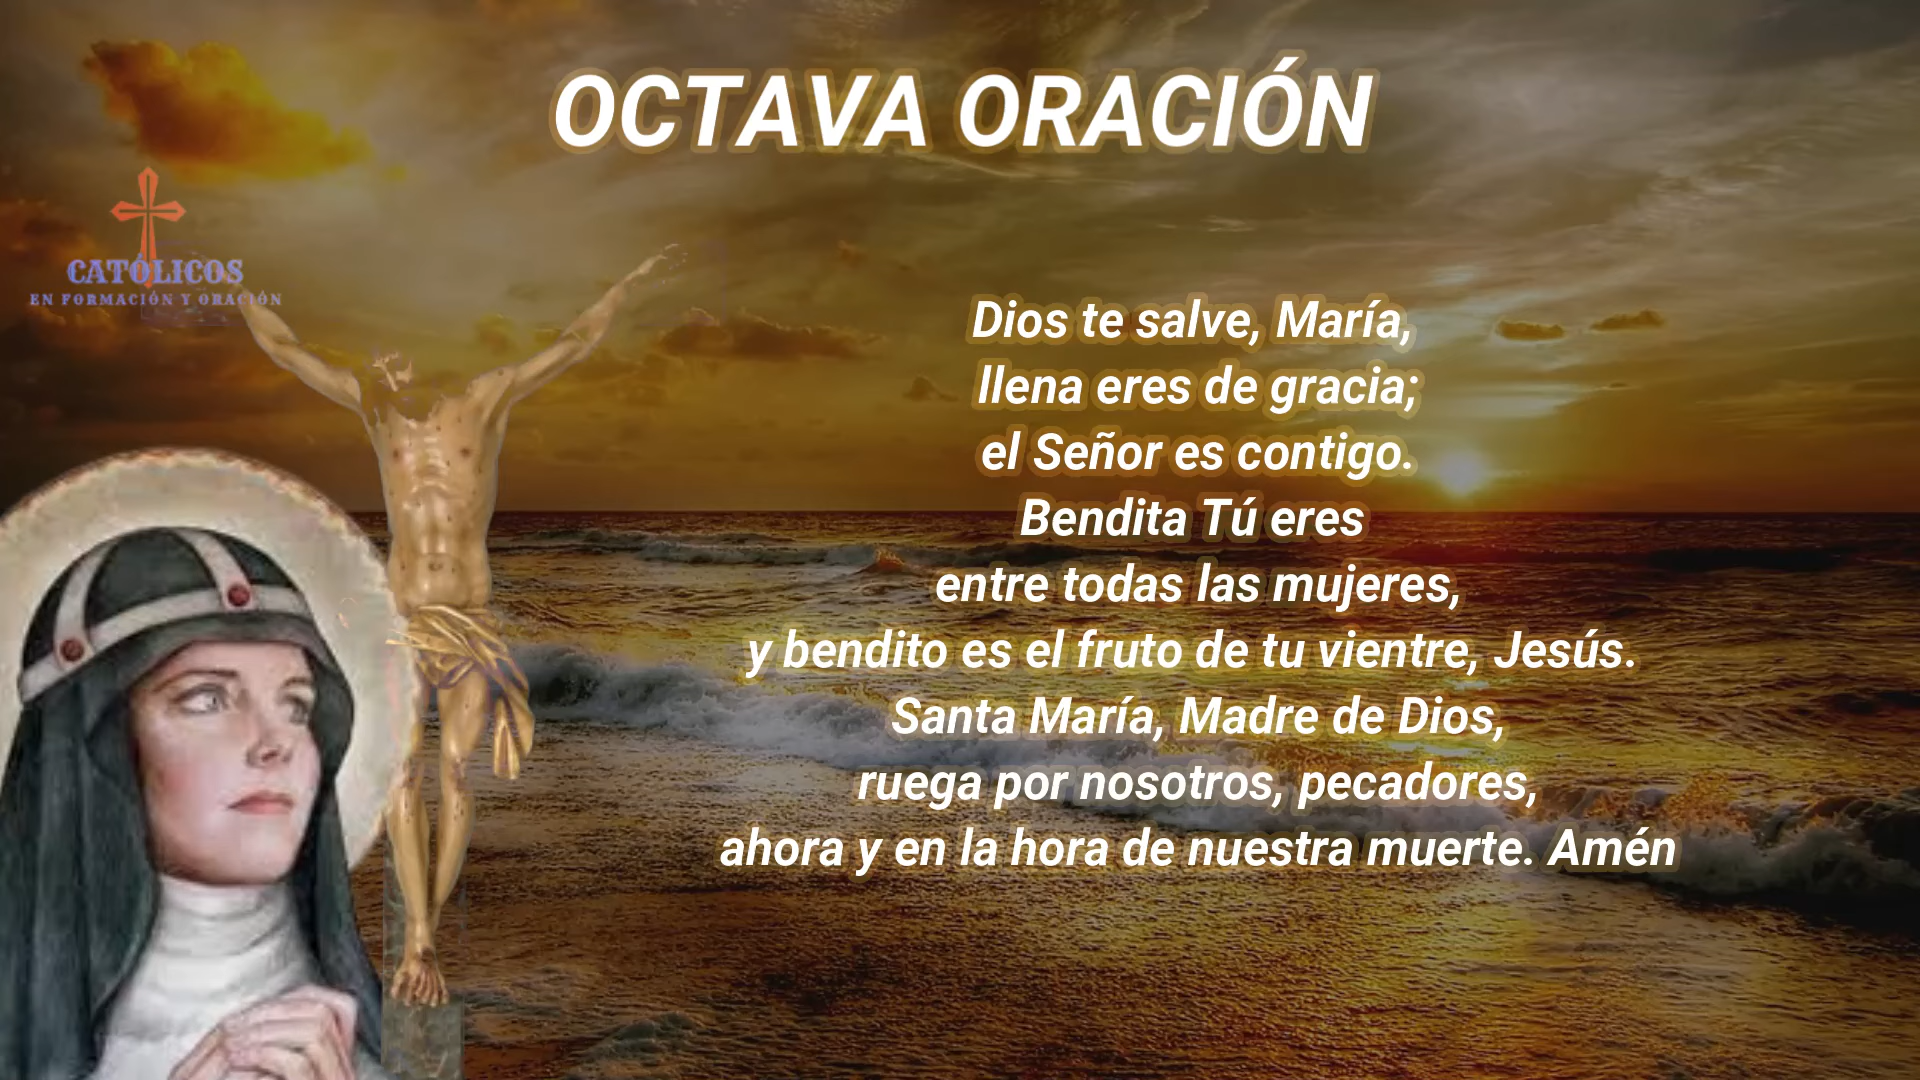 OCTAVA ORACIÓN
CATÓLICOS
EN FORMACIÓN Y ORACIÓN
Dios te salve, María,
llena eres de gracia;
el Señor es contigo.
Bendita Tú eres
entre todas las mujeres,
y bendito es el fruto de tu vientre, Jesús.
Santa María, Madre de Dios,
ruega por nosotros, pecadores,
ahora y en la hora de nuestra muerte. Amén